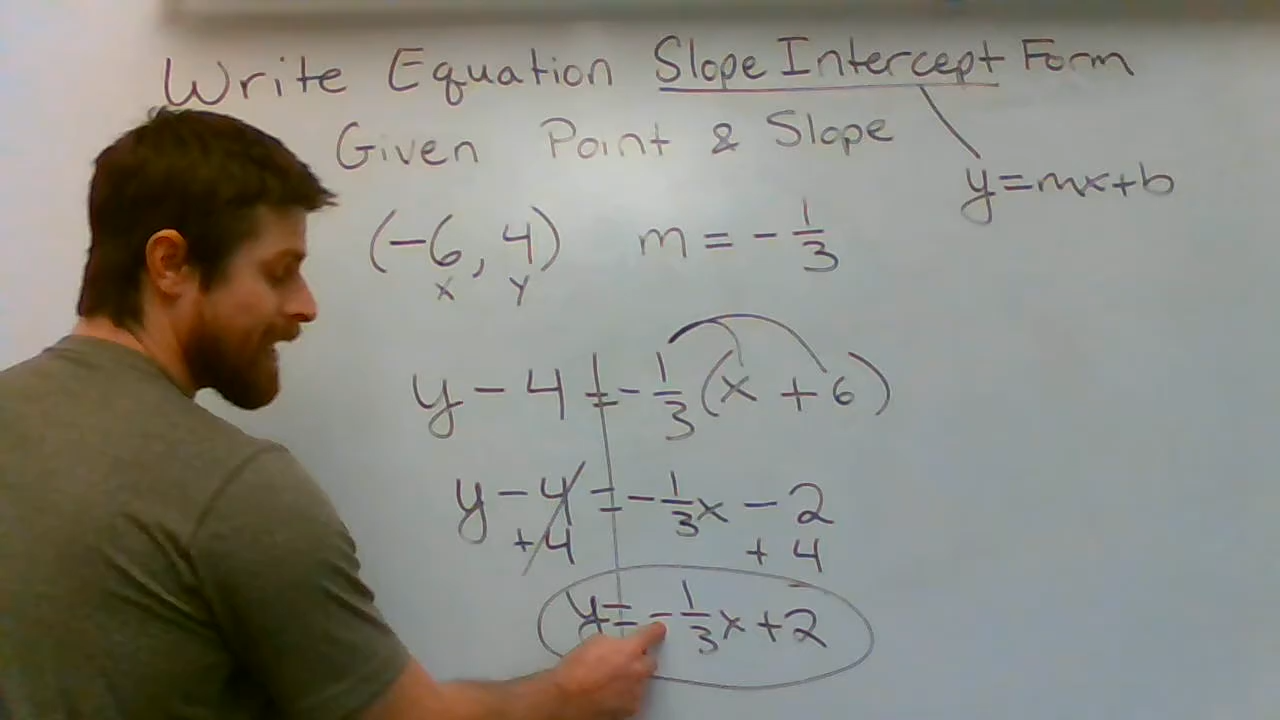 Write Equation Slope Intercept Form
Given Point & Slope
y=mx+b
(-6, 4) m = -1/3
x y
y - 4 = -1/3(x + 6)
y - 4 = -1/3x - 2
+4 + 4
y = -1/3x + 2